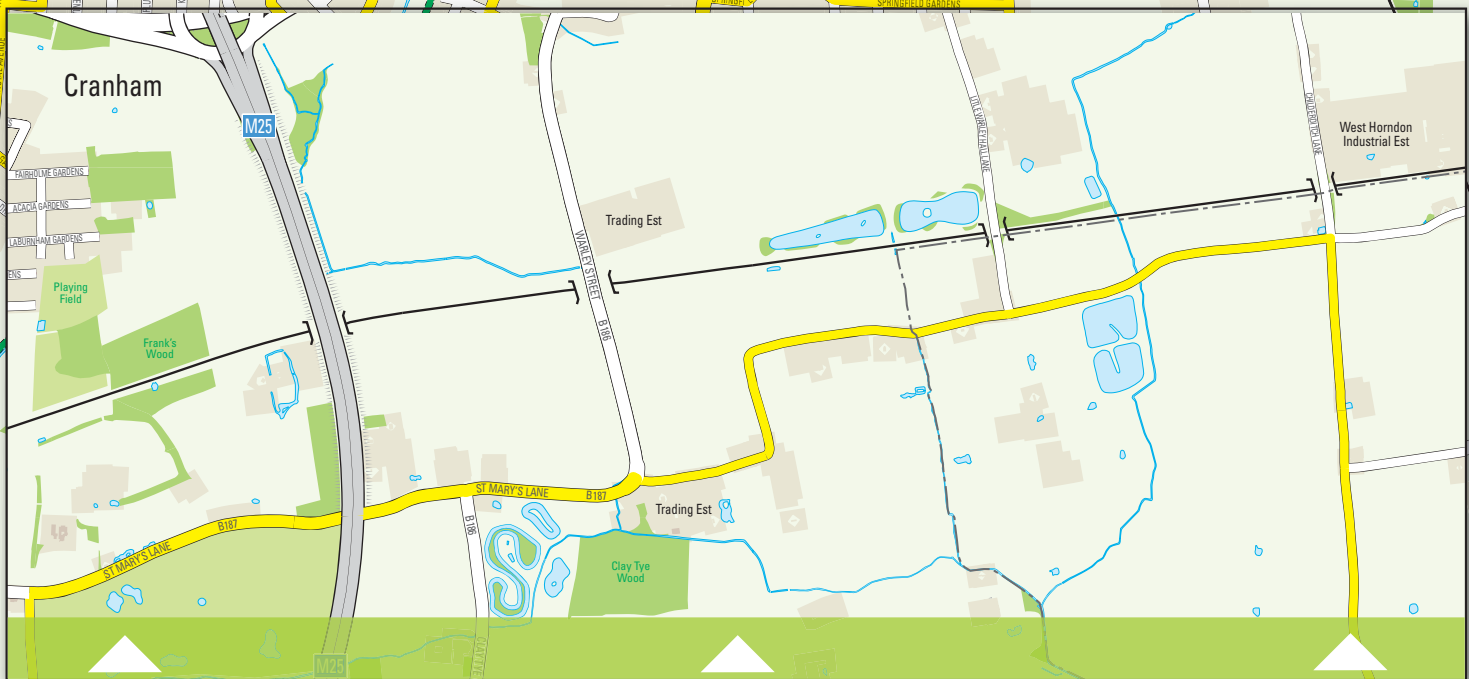 SPRINGFIELD GARDENS
Cranham
M25
LITTLE WARLEY HALL LANE
CHILDERDITCH LANE
West Horndon
Industrial Est
FAIRHOLME GARDENS
ACACIA GARDENS
LABURNHAM GARDENS
ENS
Trading Est
WARLEY STREET
B186
Playing
Field
Frank's
Wood
ST MARY'S LANE
B187
B186
Trading Est
B187
ST MARY'S LANE
Clay Tye
Wood
M25